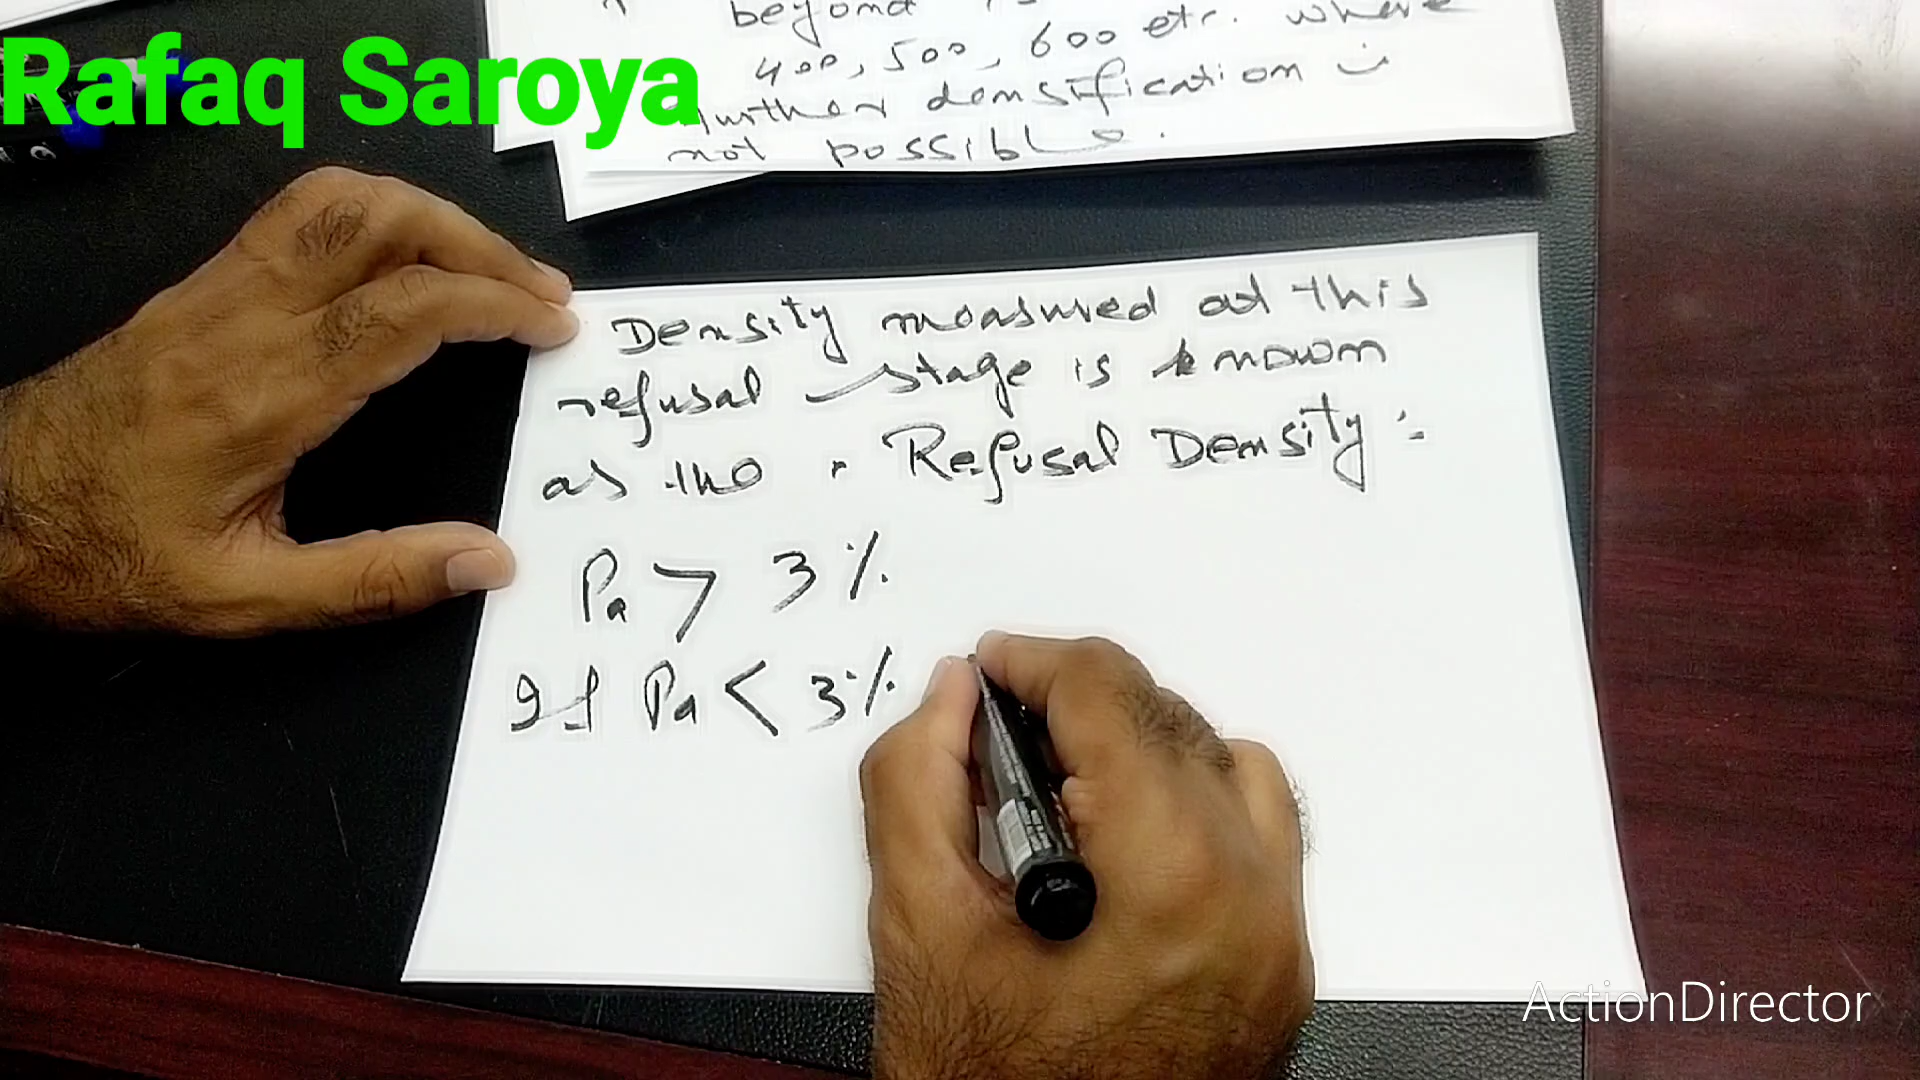 Rafaq Saroya
beyond
400, 500, 600 etc. where
further densification is
not possible.
Density measured at this
refusal stage is known
as the " Refusal Density "
Pa > 3%
If Pa < 3%
ActionDirector